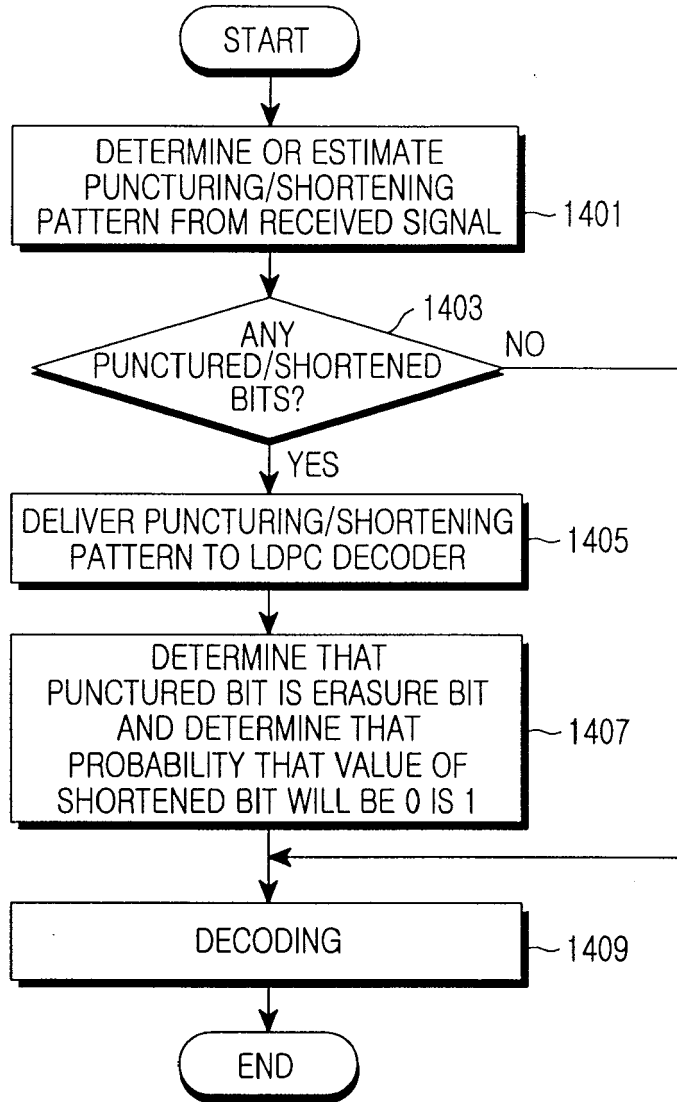 START
DETERMINE OR ESTIMATE
PUNCTURING/SHORTENING
PATTERN FROM RECEIVED SIGNAL
1401
1403
ANY
PUNCTURED/SHORTENED
BITS?
NO
YES
DELIVER PUNCTURING/SHORTENING
PATTERN TO LDPC DECODER
1405
DETERMINE THAT
PUNCTURED BIT IS ERASURE BIT
AND DETERMINE THAT
PROBABILITY THAT VALUE OF
SHORTENED BIT WILL BE 0 IS 1
1407
DECODING
1409
END